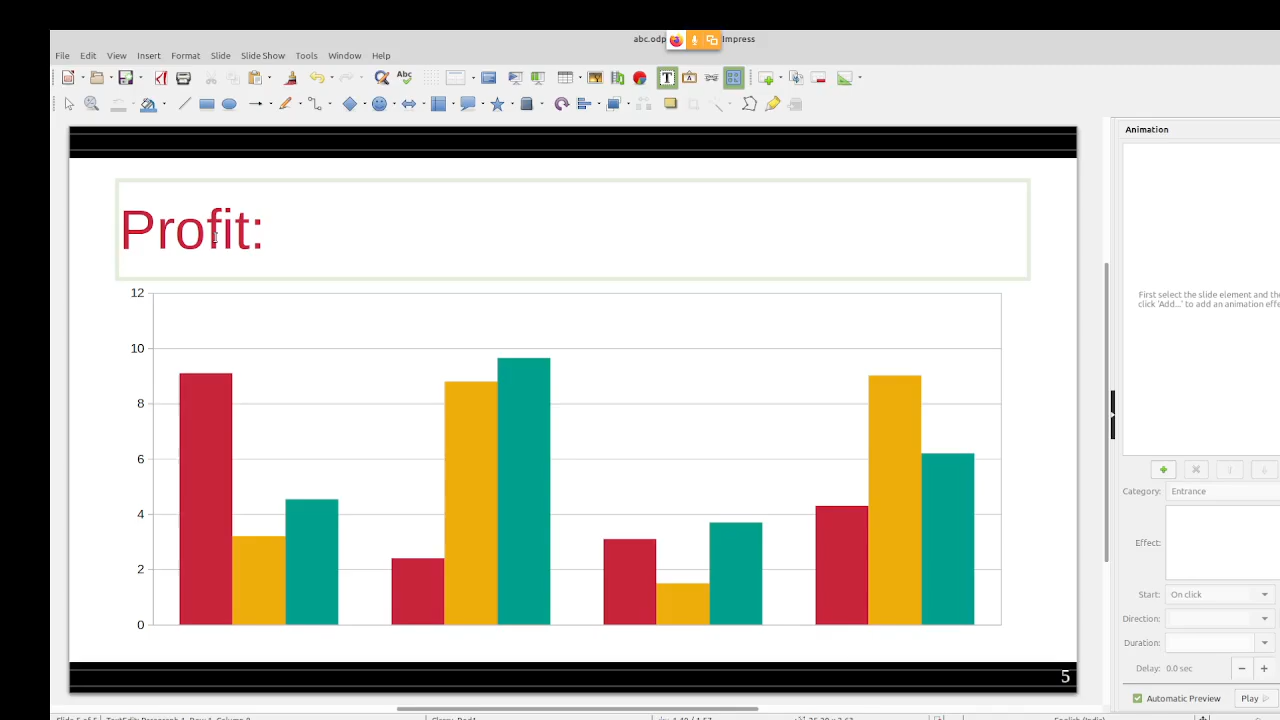 abc.odp
Impress
File Edit View Insert Format Slide Slide Show Tools Window Help
Abc
T
Animation
Profit:
12
10
8
6
4
2
0
First select the slide element and the
click 'Add...' to add an animation effe
Category: Entrance
Effect:
Start: On click
Direction:
Duration:
Delay: 0.0 sec
Automatic Preview Play
5